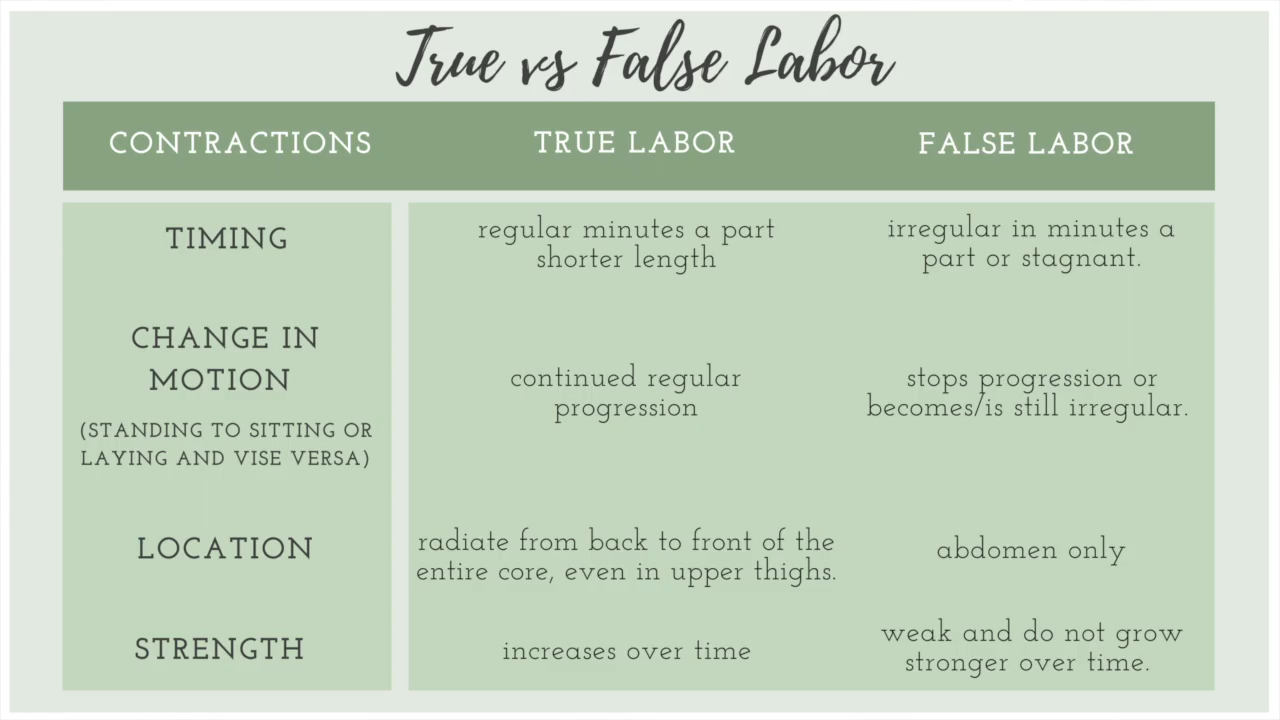 True vs False Labor
CONTRACTIONS TRUE LABOR FALSE LABOR
TIMING
regular minutes a part
shorter length
irregular in minutes a
part or stagnant.
CHANGE IN
MOTION
(STANDING TO SITTING OR
LAYING AND VISE VERSA)
continued regular
progression
stops progression or
becomes/is still irregular.
LOCATION
radiate from back to front of the
entire core, even in upper thighs.
abdomen only
STRENGTH
increases over time
weak and do not grow
stronger over time.